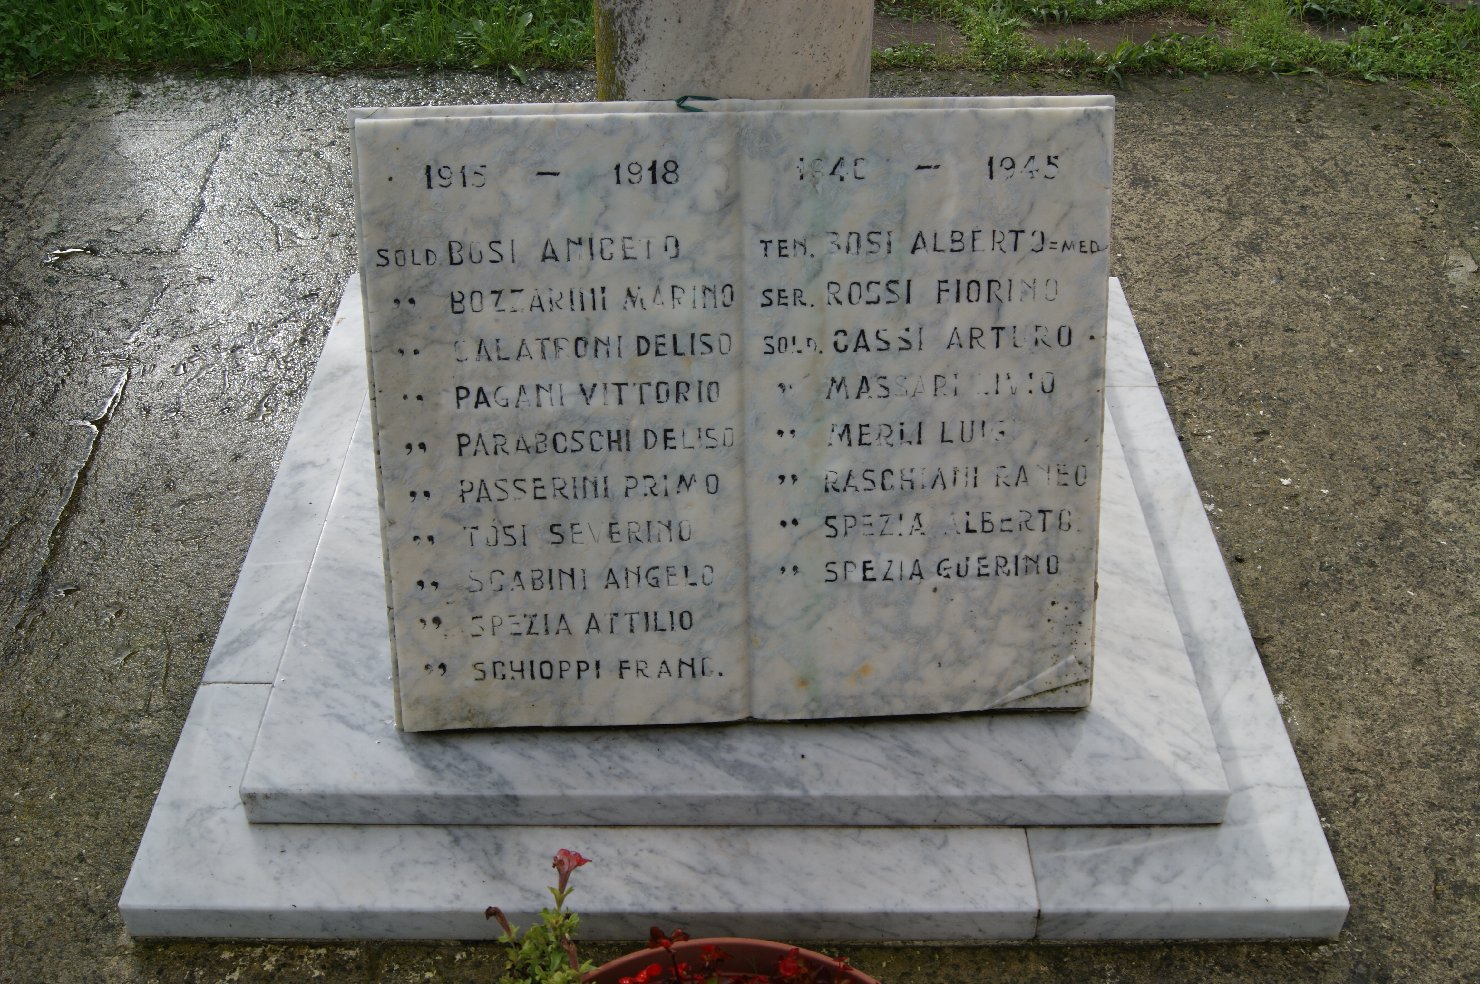 1915 – 1918
SOLD BOSI ANICETO
" BOZZARINI MARINO
" CALATRONI DELISO
" PAGANI VITTORIO
" PARABOSCHI DELISO
" PASSERINI PRIMO
" TOSI SEVERINO
" SCABINI ANGELO
" SPEZIA ATTILIO
" SCHIOPPI FRANC.
1940 – 1945
TEN. BOSI ALBERTO=MED
SER. ROSSI FIORINO
SOLD. CASSI ARTURO
" MASSARI LIVIO
" MERLI LUIGI
" RASCHIANI
" SPEZIA ALBERTO
" SPEZIA GUERINO